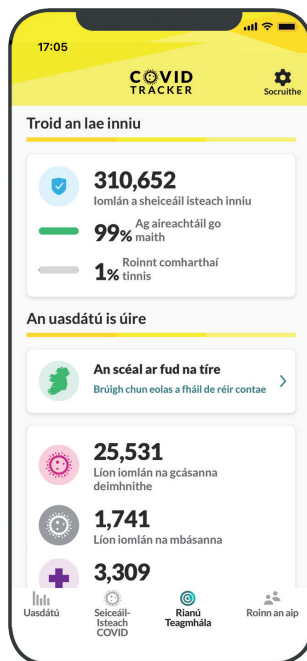 17:05
COVID
TRACKER
Socruithe
Troid an lae inniu
310,652
Iomlán a sheiceáil isteach inniu
99% Ag aireachtáil go
maith
1% Roinnt comharthaí
tinnis
An uasdátú is úire
An scéal ar fud na tíre
Brúigh chun eolas a fháil de réir contae
25,531
Líon iomlán na gcásanna
deimhnithe
1,741
Líon iomlán na mbásanna
3,309
Uasdátú
Seiceáil-
Isteach
COVID
Rianú
Teagmhála
Roinn an aip